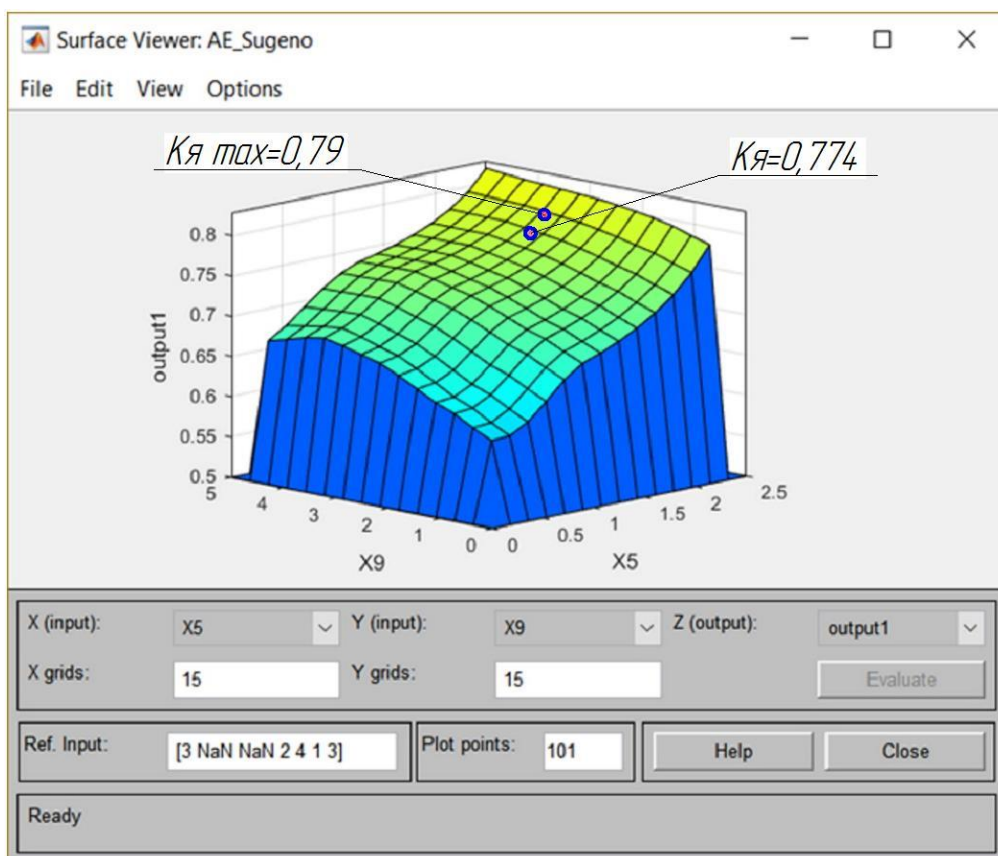 Surface Viewer: AE_Sugeno
File Edit View Options
Kя max=0,79
Kя=0,774
output1
0.8
0.75
0.7
0.65
0.6
0.55
0.5
5
4
3
2
1
0
X9
0
0.5
1
1.5
2
2.5
X5
X (input): X5 Y (input): X9 Z (output): output1
X grids: 15 Y grids: 15 Evaluate
Ref. Input: [3 NaN NaN 2 4 1 3] Plot points: 101 Help Close
Ready